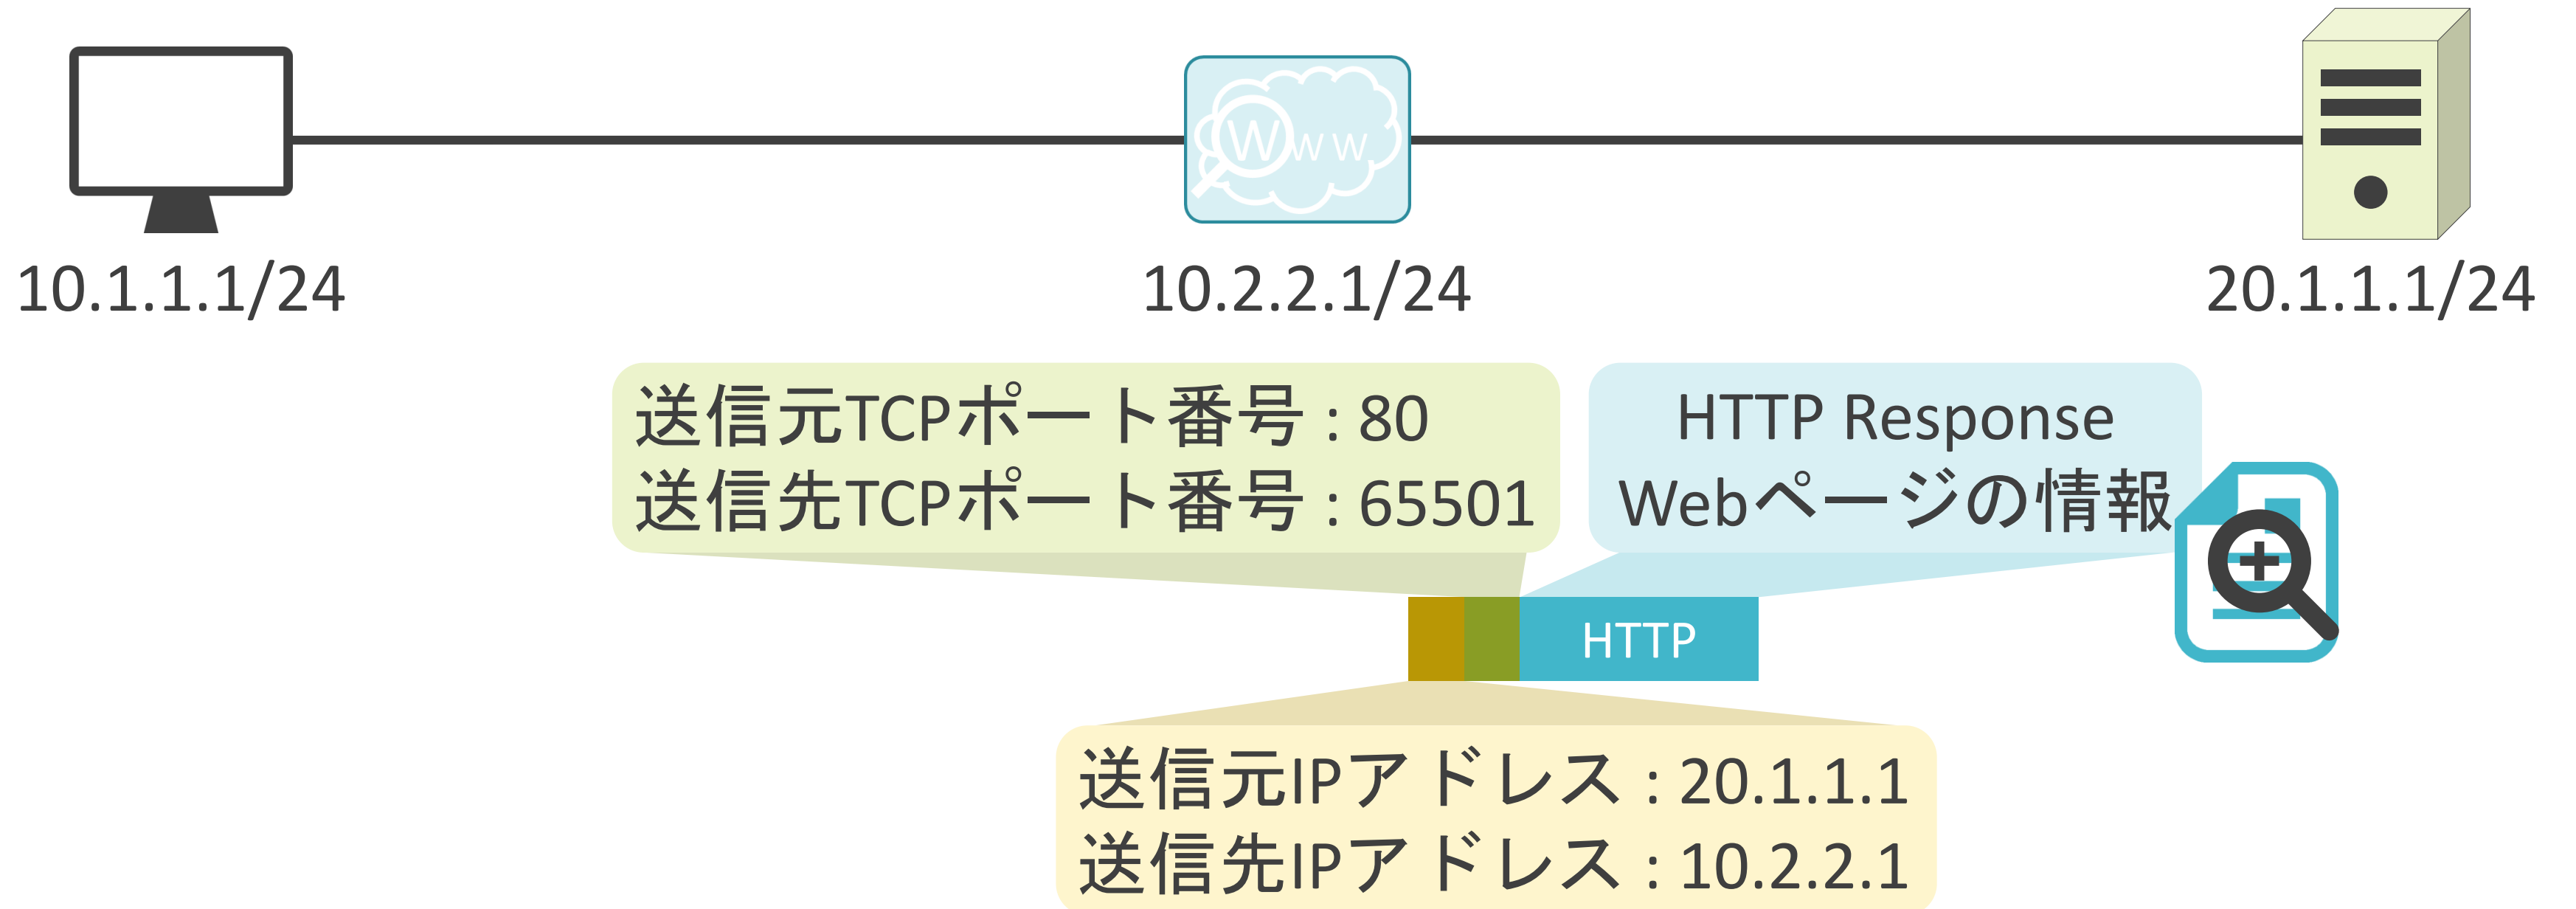 Www
10.1.1.1/24
10.2.2.1/24
20.1.1.1/24
送信元TCPポート番号 : 80
送信先TCPポート番号 : 65501
HTTP Response
Webページの情報
HTTP
送信元IPアドレス : 20.1.1.1
送信先IPアドレス : 10.2.2.1